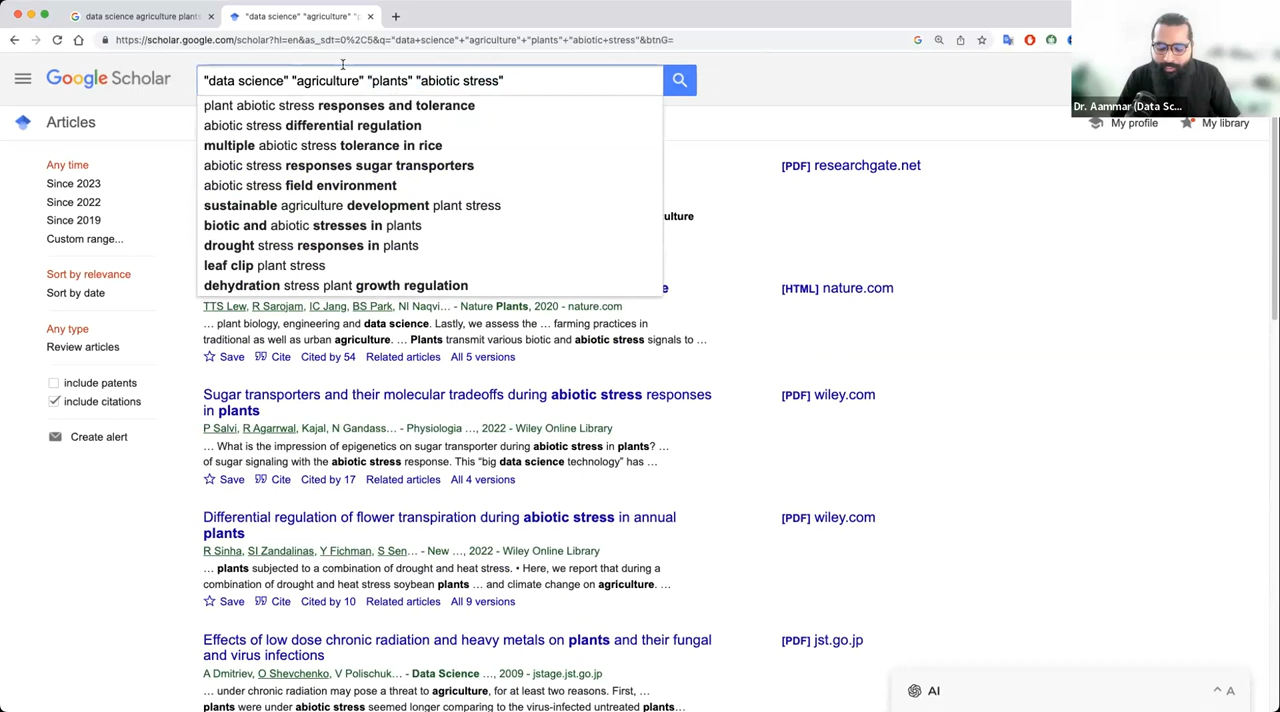 data science agriculture plants
"data science" "agriculture" "p
https://scholar.google.com/scholar?hl=en&as_sdt=0%2C5&q="data+science"+"agriculture"+"plants"+"abiotic+stress"&btnG=
Dr. Aammar (Data Sc...
Google Scholar
"data science" "agriculture" "plants" "abiotic stress"
plant abiotic stress responses and tolerance
abiotic stress differential regulation
multiple abiotic stress tolerance in rice
abiotic stress responses sugar transporters
abiotic stress field environment
sustainable agriculture development plant stress
biotic and abiotic stresses in plants
drought stress responses in plants
leaf clip plant stress
dehydration stress plant growth regulation
Articles
My profile
My library
Any time
Since 2023
Since 2022
Since 2019
Custom range...
Sort by relevance
Sort by date
Any type
Review articles
include patents
include citations
Create alert
[PDF] researchgate.net
ulture
[HTML] nature.com
TTS Lew, R Sarojam, IC Jang, BS Park, NI Naqvi... - Nature Plants, 2020 - nature.com
... plant biology, engineering and data science. Lastly, we assess the ... farming practices in
traditional as well as urban agriculture. ... Plants transmit various biotic and abiotic stress signals to ...
Save Cite Cited by 54 Related articles All 5 versions
Sugar transporters and their molecular tradeoffs during abiotic stress responses
in plants
[PDF] wiley.com
P Salvi, R Agarrwal, Kajal, N Gandass... - Physiologia ..., 2022 - Wiley Online Library
... What is the impression of epigenetics on sugar transporter during abiotic stress in plants? ...
of sugar signaling with the abiotic stress response. This “big data science technology” has ...
Save Cite Cited by 17 Related articles All 4 versions
Differential regulation of flower transpiration during abiotic stress in annual
plants
[PDF] wiley.com
R Sinha, SI Zandalinas, Y Fichman, S Sen... - New ..., 2022 - Wiley Online Library
... plants subjected to a combination of drought and heat stress. • Here, we report that during a
combination of drought and heat stress soybean plants ... and climate change on agriculture. ...
Save Cite Cited by 10 Related articles All 9 versions
Effects of low dose chronic radiation and heavy metals on plants and their fungal
and virus infections
[PDF] jst.go.jp
A Dmitriev, O Shevchenko, V Polischuk... - Data Science ..., 2009 - jstage.jst.go.jp
... under chronic radiation may pose a threat to agriculture, for at least two reasons. First, ...
plants were under abiotic stress seemed longer comparing to the virus-infected untreated plants...
AI
A